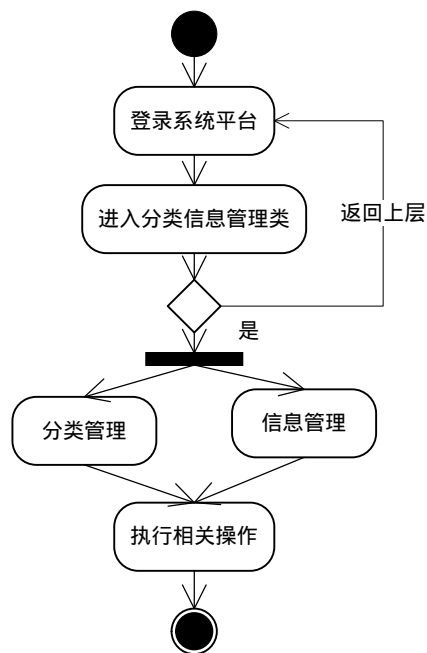 登录系统平台
进入分类信息管理类
返回上层
是
分类管理
信息管理
执行相关操作